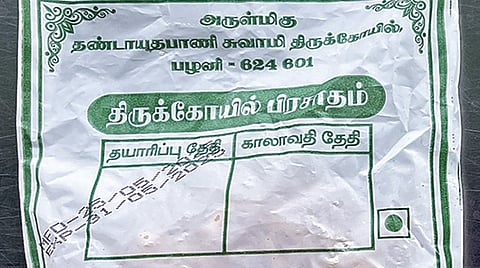 அருள்மிகு
தண்டாயுதபாணி சுவாமி திருக்கோயில்,
பழனி - 624 601
திருக்கோயில் பிரசாதம்
தயாரிப்பு தேதி காலாவதி தேதி